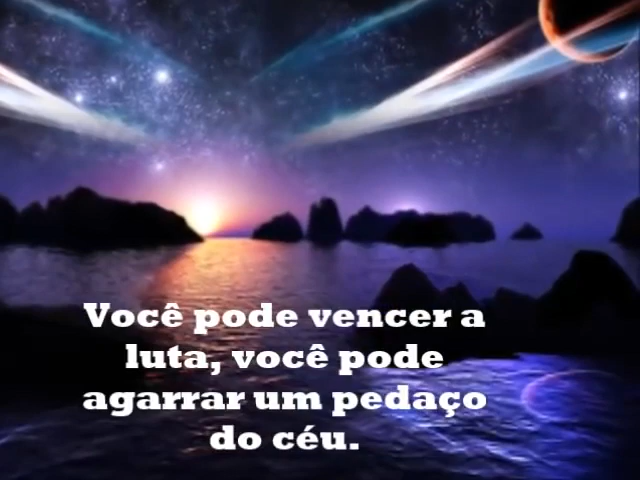 Você pode vencer a
luta, você pode
agarrar um pedaço
do céu.